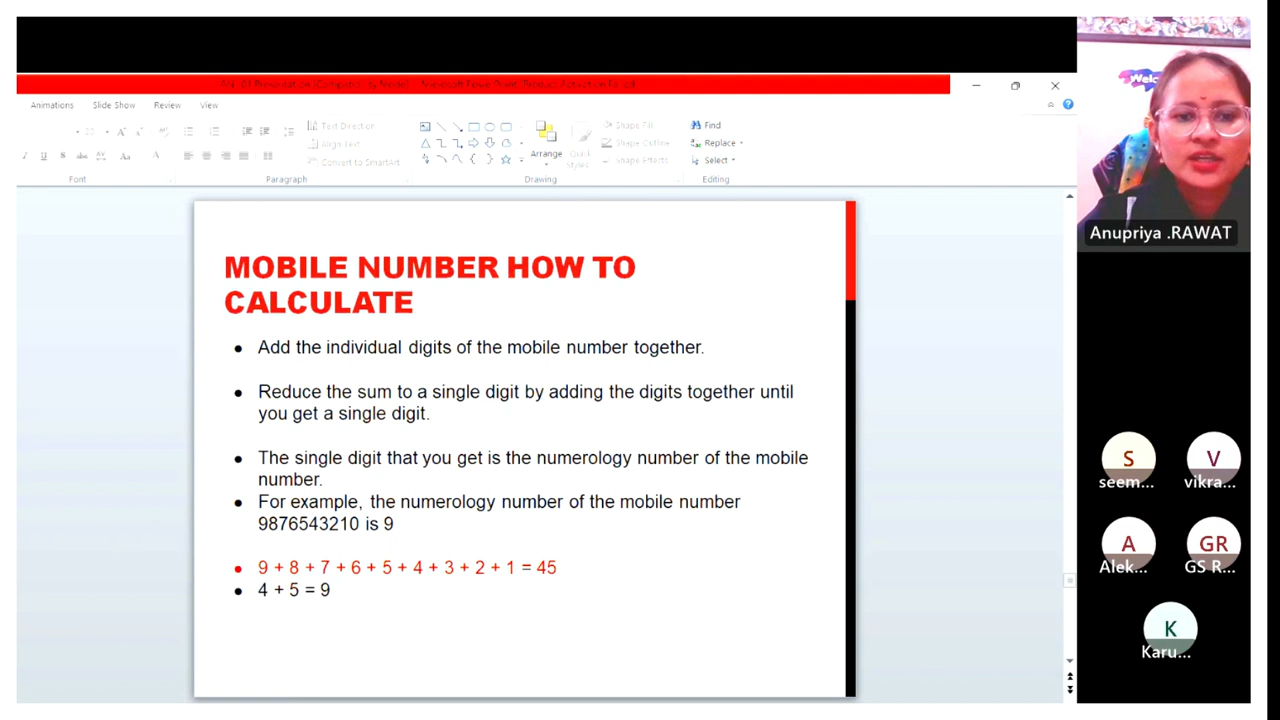 Animations Slide Show Review View
Text Direction
Align Text
Convert to SmartArt
Arrange
Quick Styles
Shape Fill
Shape Outline
Shape Effects
Find
Replace
Select
Font Paragraph Drawing Editing
MOBILE NUMBER HOW TO
CALCULATE
● Add the individual digits of the mobile number together.
● Reduce the sum to a single digit by adding the digits together until
you get a single digit.
● The single digit that you get is the numerology number of the mobile
number.
● For example, the numerology number of the mobile number
9876543210 is 9
● 9 + 8 + 7 + 6 + 5 + 4 + 3 + 2 + 1 = 45
● 4 + 5 = 9
Anupriya .RAWAT
S
seem...
V
vikra...
A
Alek...
GR
GS R...
K
Karu...